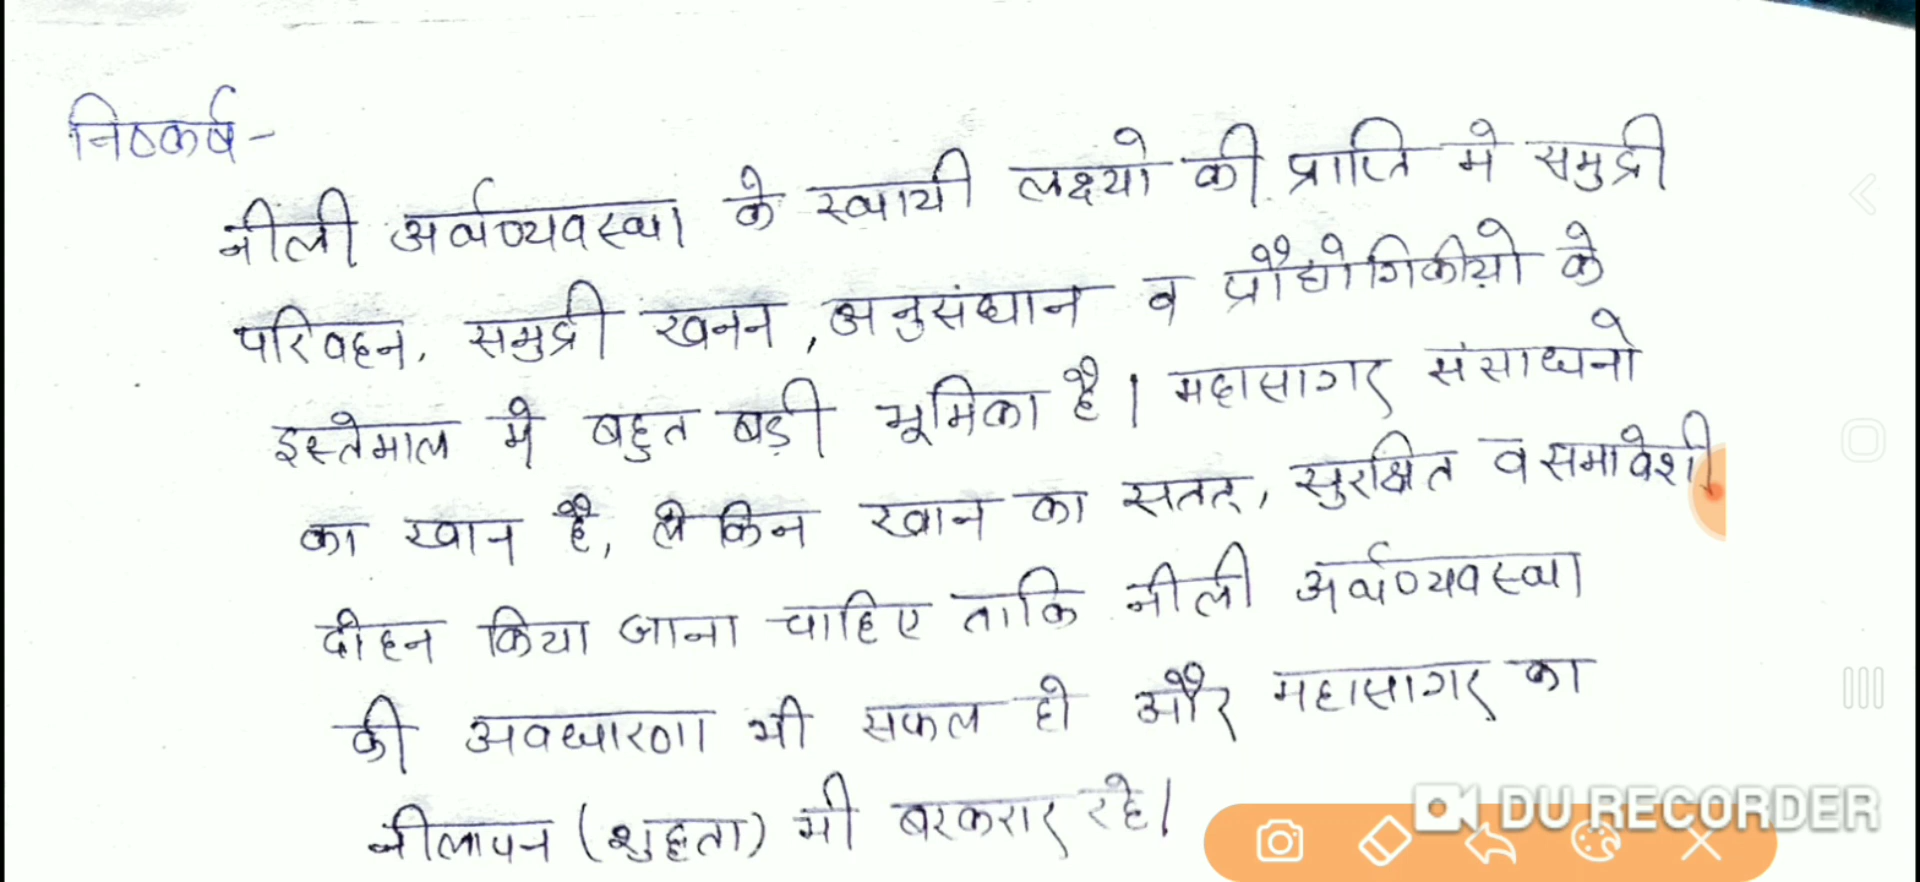 निष्कर्ष-
नीली अर्थव्यवस्था के स्थायी लक्ष्यो की प्राप्ति मे समुद्री
परिवहन, समुद्री खनन, अनुसंधान व प्रौद्योगिकीयो के
इस्तेमाल मे बहुत बड़ी भूमिका है। महासागर संसाधनो
का खान है, लेकिन खान का सतत्, सुरक्षित व समावेशी
दोहन किया जाना चाहिए ताकि नीली अर्थव्यवस्था
की अवधारणा भी सफल हो और महासागर का
नीलापन (शुद्धता) भी बरकरार रहे।
DU RECORDER